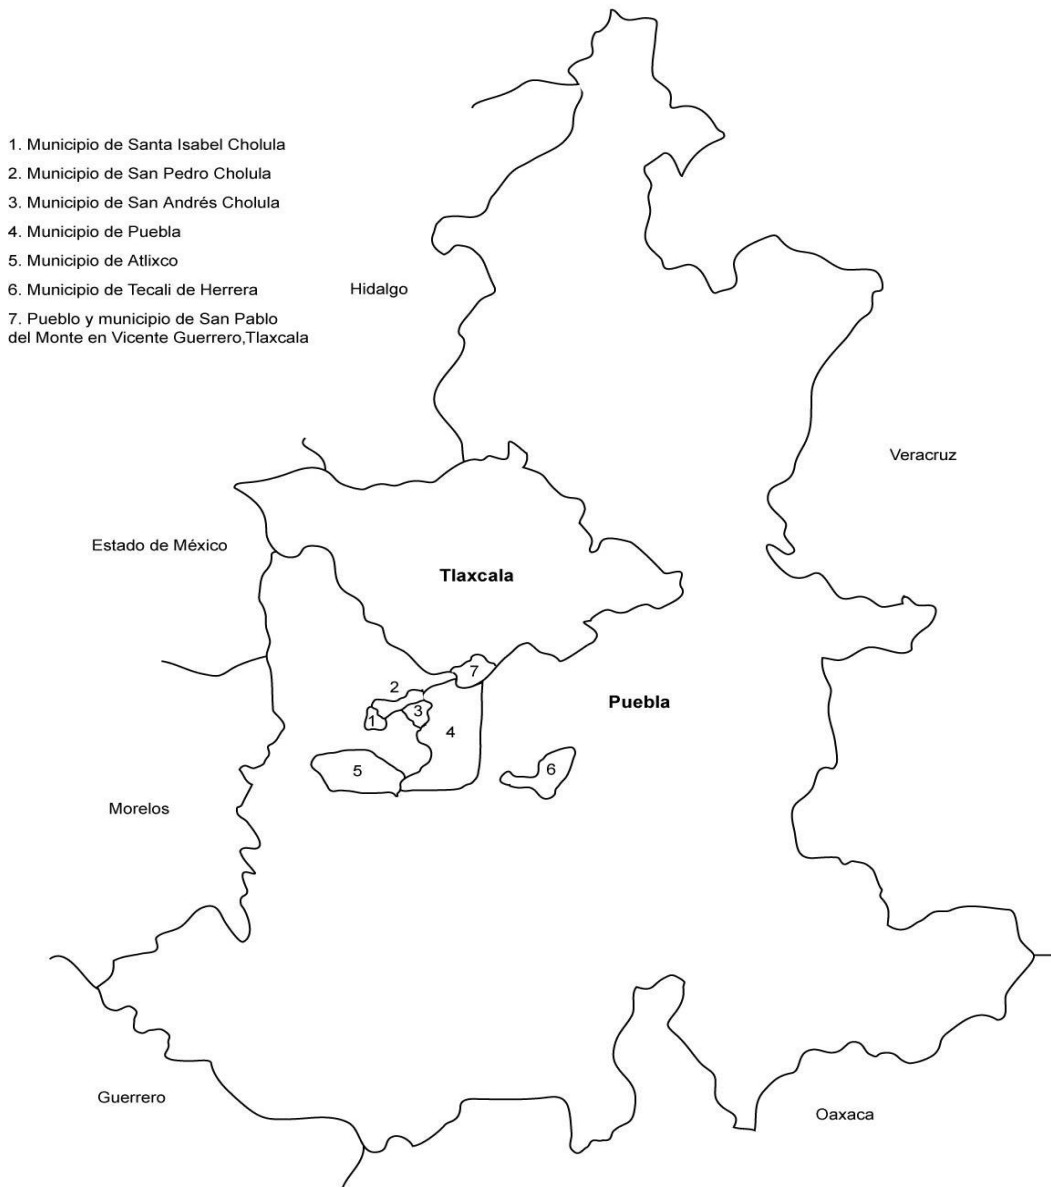 1. Municipio de Santa Isabel Cholula
2. Municipio de San Pedro Cholula
3. Municipio de San Andrés Cholula
4. Municipio de Puebla
5. Municipio de Atlixco
6. Municipio de Tecali de Herrera
7. Pueblo y municipio de San Pablo
del Monte en Vicente Guerrero,Tlaxcala
Hidalgo
Veracruz
Estado de México
Tlaxcala
7
2
Puebla
3
1
4
6
5
Morelos
Guerrero
Oaxaca